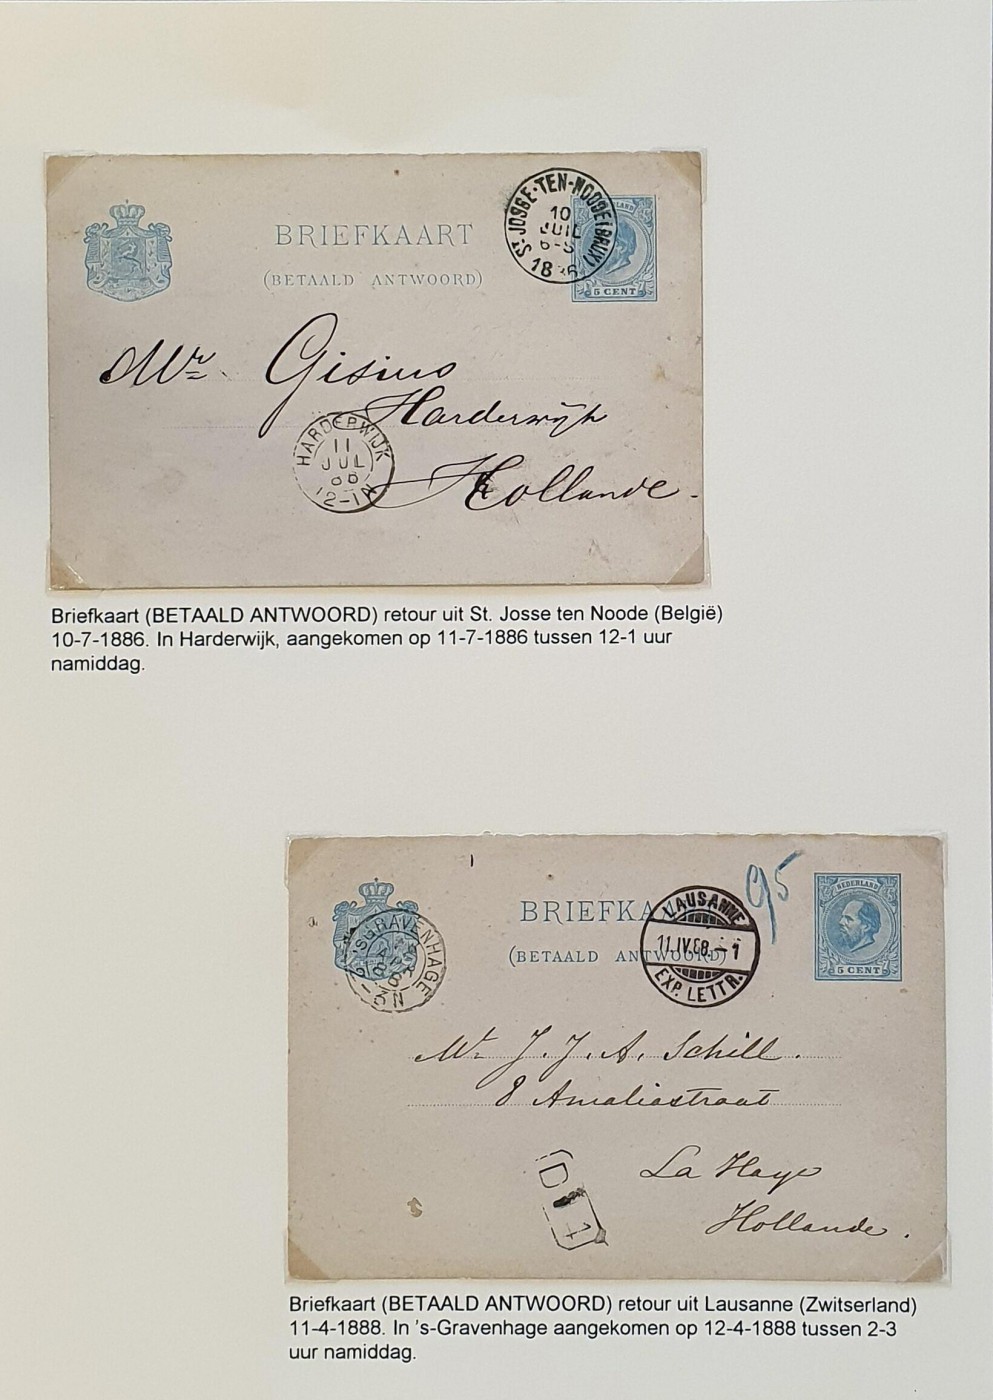 BRIEFKAART
(BETAALD ANTWOORD)
ST JOSSE-TEN-NOODE (BRUX)
10
JUIL
6-S
5 CENT
Mr. Gisius
Harderwijk
Hollande.
HARDERWIJK
11
JUL
86
12-1N
Briefkaart (BETAALD ANTWOORD) retour uit St. Josse ten Noode (België)
10-7-1886. In Harderwijk, aangekomen op 11-7-1886 tussen 12-1 uur
namiddag.
95
NEDERLAND
5 CENT
BRIEFKA
(BETAALD ANTWOORD)
LAUSANNE
11.IV.88.-1
EXP. LETTR.
'SGRAVENHAGE
Mr. J. J. A. Schill.
8 Amaliastraat
La Haye
Hollande.
Briefkaart (BETAALD ANTWOORD) retour uit Lausanne (Zwitserland)
11-4-1888. In 's-Gravenhage aangekomen op 12-4-1888 tussen 2-3
uur namiddag.